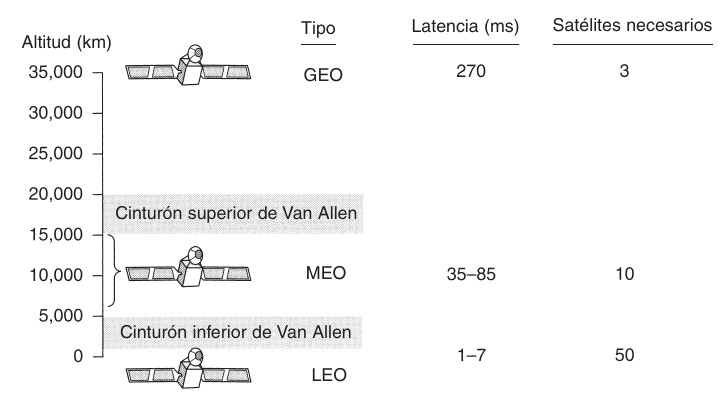 Altitud (km) Tipo Latencia (ms) Satélites necesarios
35,000 GEO 270 3
30,000
25,000
20,000
Cinturón superior de Van Allen
15,000
10,000 MEO 35–85 10
5,000
Cinturón inferior de Van Allen
0 1–7 50
LEO